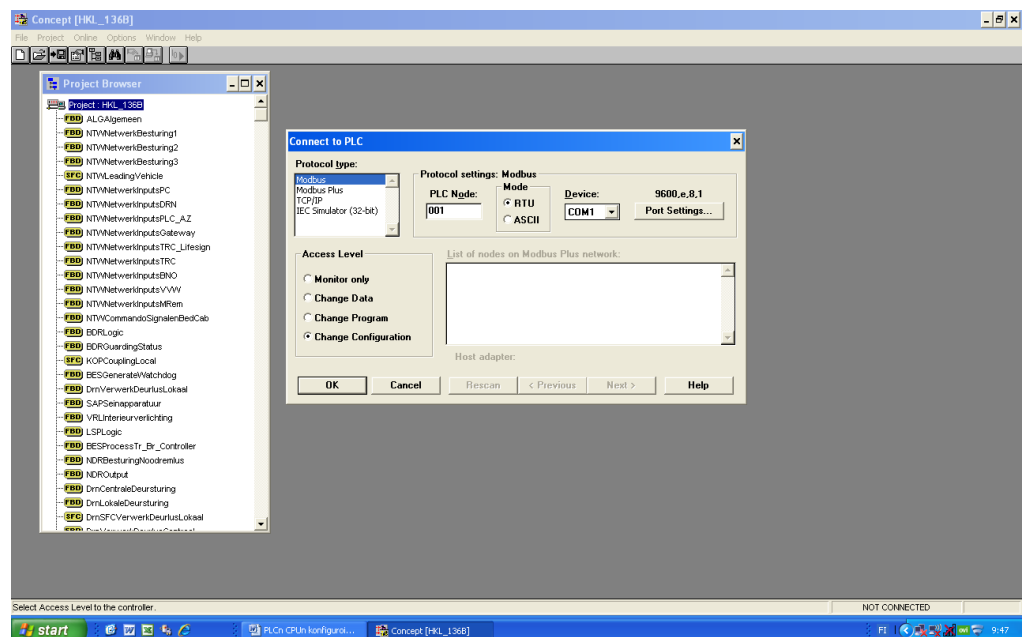 Concept [HKL_136B]
File Project Online Options Window Help
Project Browser
Project : HKL_136B
FBD ALGAlgemeen
FBD NTWNetwerkBesturing1
FBD NTWNetwerkBesturing2
FBD NTWNetwerkBesturing3
SFC NTWLeadingVehicle
FBD NTWNetwerkInputsPC
FBD NTWNetwerkInputsDRN
FBD NTWNetwerkInputsPLC_AZ
FBD NTWNetwerkInputsGateway
FBD NTWNetwerkInputsTRC_Lifesign
FBD NTWNetwerkInputsTRC
FBD NTWNetwerkInputsBNO
FBD NTWNetwerkInputsVVW
FBD NTWNetwerkInputsMRem
FBD NTWCommandoSignalenBedCab
FBD BDRLogic
FBD BDRGuardingStatus
SFC KOPCouplingLocal
FBD BESGenerateWatchdog
FBD DrnVerwerkDeurlusLokaal
FBD SAPSeinapparatuur
FBD VRLInterieurverlichting
FBD LSPLogic
FBD BESProcessTr_Br_Controller
FBD NDRBesturingNoodremlus
FBD NDROutput
FBD DrnCentraleDeursturing
FBD DrnLokaleDeursturing
SFC DrnSFCVerwerkDeurlusLokaal
Connect to PLC
Protocol type:
Modbus
Modbus Plus
TCP/IP
IEC Simulator (32-bit)
Protocol settings: Modbus
PLC Node:
001
Mode
RTU
ASCII
Device:
COM1
9600,e,8,1
Port Settings...
Access Level
Monitor only
Change Data
Change Program
Change Configuration
List of nodes on Modbus Plus network:
Host adapter:
OK Cancel Rescan < Previous Next > Help
Select Access Level to the controller.
NOT CONNECTED
start PLCn CPUn konfiguroi... Concept [HKL_136B] FI 9:47